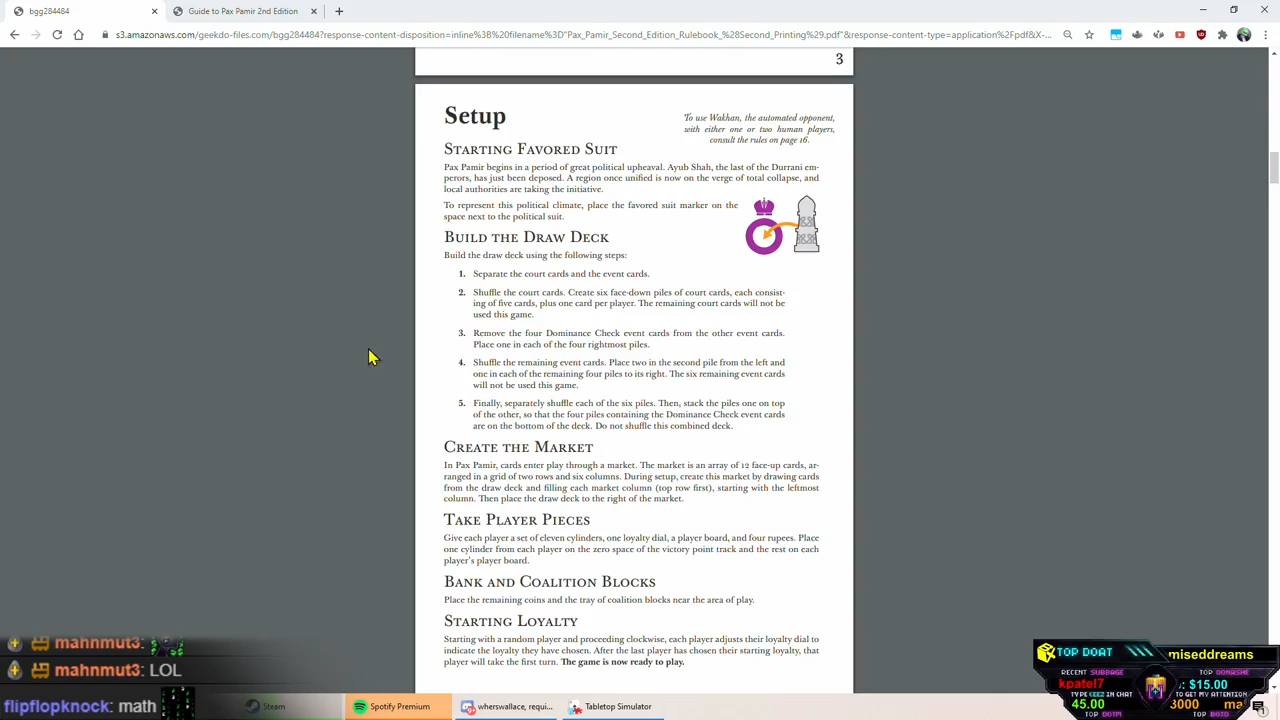 bgg284484
Guide to Pax Pamir 2nd Edition
s3.amazonaws.com/geekdo-files.com/bgg284484?response-content-disposition=inline%3B%20filename%3D"Pax_Pamir_Second_Edition_Rulebook_%28Second_Printing%29.pdf"&response-content-type=application%2Fpdf&X-...
3
Setup
To use Wakhan, the automated opponent,
with either one or two human players,
consult the rules on page 16.
Starting Favored Suit
Pax Pamir begins in a period of great political upheaval. Ayub Shah, the last of the Durrani em-
perors, has just been deposed. A region once unified is now on the verge of total collapse, and
local authorities are taking the initiative.
To represent this political climate, place the favored suit marker on the
space next to the political suit.
Build the Draw Deck
Build the draw deck using the following steps:
1. Separate the court cards and the event cards.
2. Shuffle the court cards. Create six face-down piles of court cards, each consist-
ing of five cards, plus one card per player. The remaining court cards will not be
used this game.
3. Remove the four Dominance Check event cards from the other event cards.
Place one in each of the four rightmost piles.
4. Shuffle the remaining event cards. Place two in the second pile from the left and
one in each of the remaining four piles to its right. The six remaining event cards
will not be used this game.
5. Finally, separately shuffle each of the six piles. Then, stack the piles one on top
of the other, so that the four piles containing the Dominance Check event cards
are on the bottom of the deck. Do not shuffle this combined deck.
Create the Market
In Pax Pamir, cards enter play through a market. The market is an array of 12 face-up cards, ar-
ranged in a grid of two rows and six columns. During setup, create this market by drawing cards
from the draw deck and filling each market column (top row first), starting with the leftmost
column. Then place the draw deck to the right of the market.
Take Player Pieces
Give each player a set of eleven cylinders, one loyalty dial, a player board, and four rupees. Place
one cylinder from each player on the zero space of the victory point track and the rest on each
player's player board.
Bank and Coalition Blocks
Place the remaining coins and the tray of coalition blocks near the area of play.
Starting Loyalty
Starting with a random player and proceeding clockwise, each player adjusts their loyalty dial to
indicate the loyalty they have chosen. After the last player has chosen their starting loyalty, that
player will take the first turn. The game is now ready to play.
mahnmut3:
mahnmut3: LOL
flipflopknock: math
Steam
Spotify Premium
wherswallace, requi...
Tabletop Simulator
TOP DOAT
miseddreams
RECENT SUBBAGE
TOP DONASHE
kpatel7
: $15.00
IN CHAT
TO GET MY ATTENTION
45.00
3000
ma
TOP DOTM
TOP DOTD